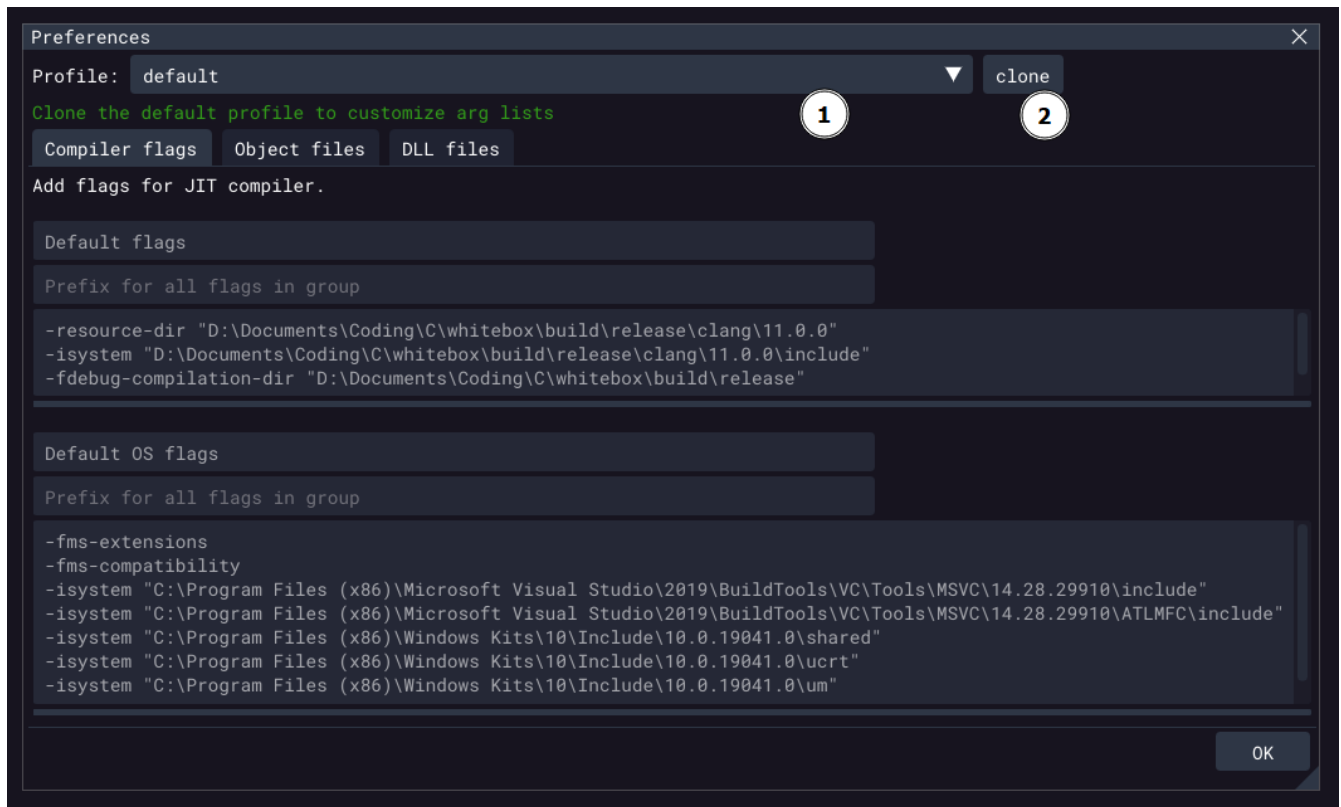 Preferences
Profile: default clone
Clone the default profile to customize arg lists
1 2
Compiler flags Object files DLL files
Add flags for JIT compiler.
Default flags
Prefix for all flags in group
-resource-dir "D:\Documents\Coding\C\whitebox\build\release\clang\11.0.0"
-isystem "D:\Documents\Coding\C\whitebox\build\release\clang\11.0.0\include"
-fdebug-compilation-dir "D:\Documents\Coding\C\whitebox\build\release"
Default OS flags
Prefix for all flags in group
-fms-extensions
-fms-compatibility
-isystem "C:\Program Files (x86)\Microsoft Visual Studio\2019\BuildTools\VC\Tools\MSVC\14.28.29910\include"
-isystem "C:\Program Files (x86)\Microsoft Visual Studio\2019\BuildTools\VC\Tools\MSVC\14.28.29910\ATLMFC\include"
-isystem "C:\Program Files (x86)\Windows Kits\10\Include\10.0.19041.0\shared"
-isystem "C:\Program Files (x86)\Windows Kits\10\Include\10.0.19041.0\ucrt"
-isystem "C:\Program Files (x86)\Windows Kits\10\Include\10.0.19041.0\um"
OK